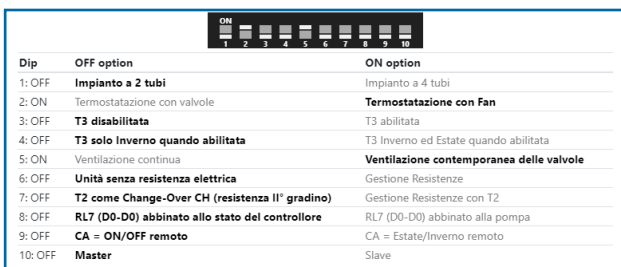 ON
1 2 3 4 5 6 7 8 9 10
Dip OFF option ON option
1: OFF Impianto a 2 tubi Impianto a 4 tubi
2: ON Termostatazione con valvole Termostatazione con Fan
3: OFF T3 disabilitata T3 abilitata
4: OFF T3 solo Inverno quando abilitata T3 Inverno ed Estate quando abilitata
5: ON Ventilazione continua Ventilazione contemporanea delle valvole
6: OFF Unità senza resistenza elettrica Gestione Resistenze
7: OFF T2 come Change-Over CH (resistenza II° gradino) Gestione Resistenze con T2
8: OFF RL7 (D0-D0) abbinato allo stato del controllore RL7 (D0-D0) abbinato alla pompa
9: OFF CA = ON/OFF remoto CA = Estate/Inverno remoto
10: OFF Master Slave